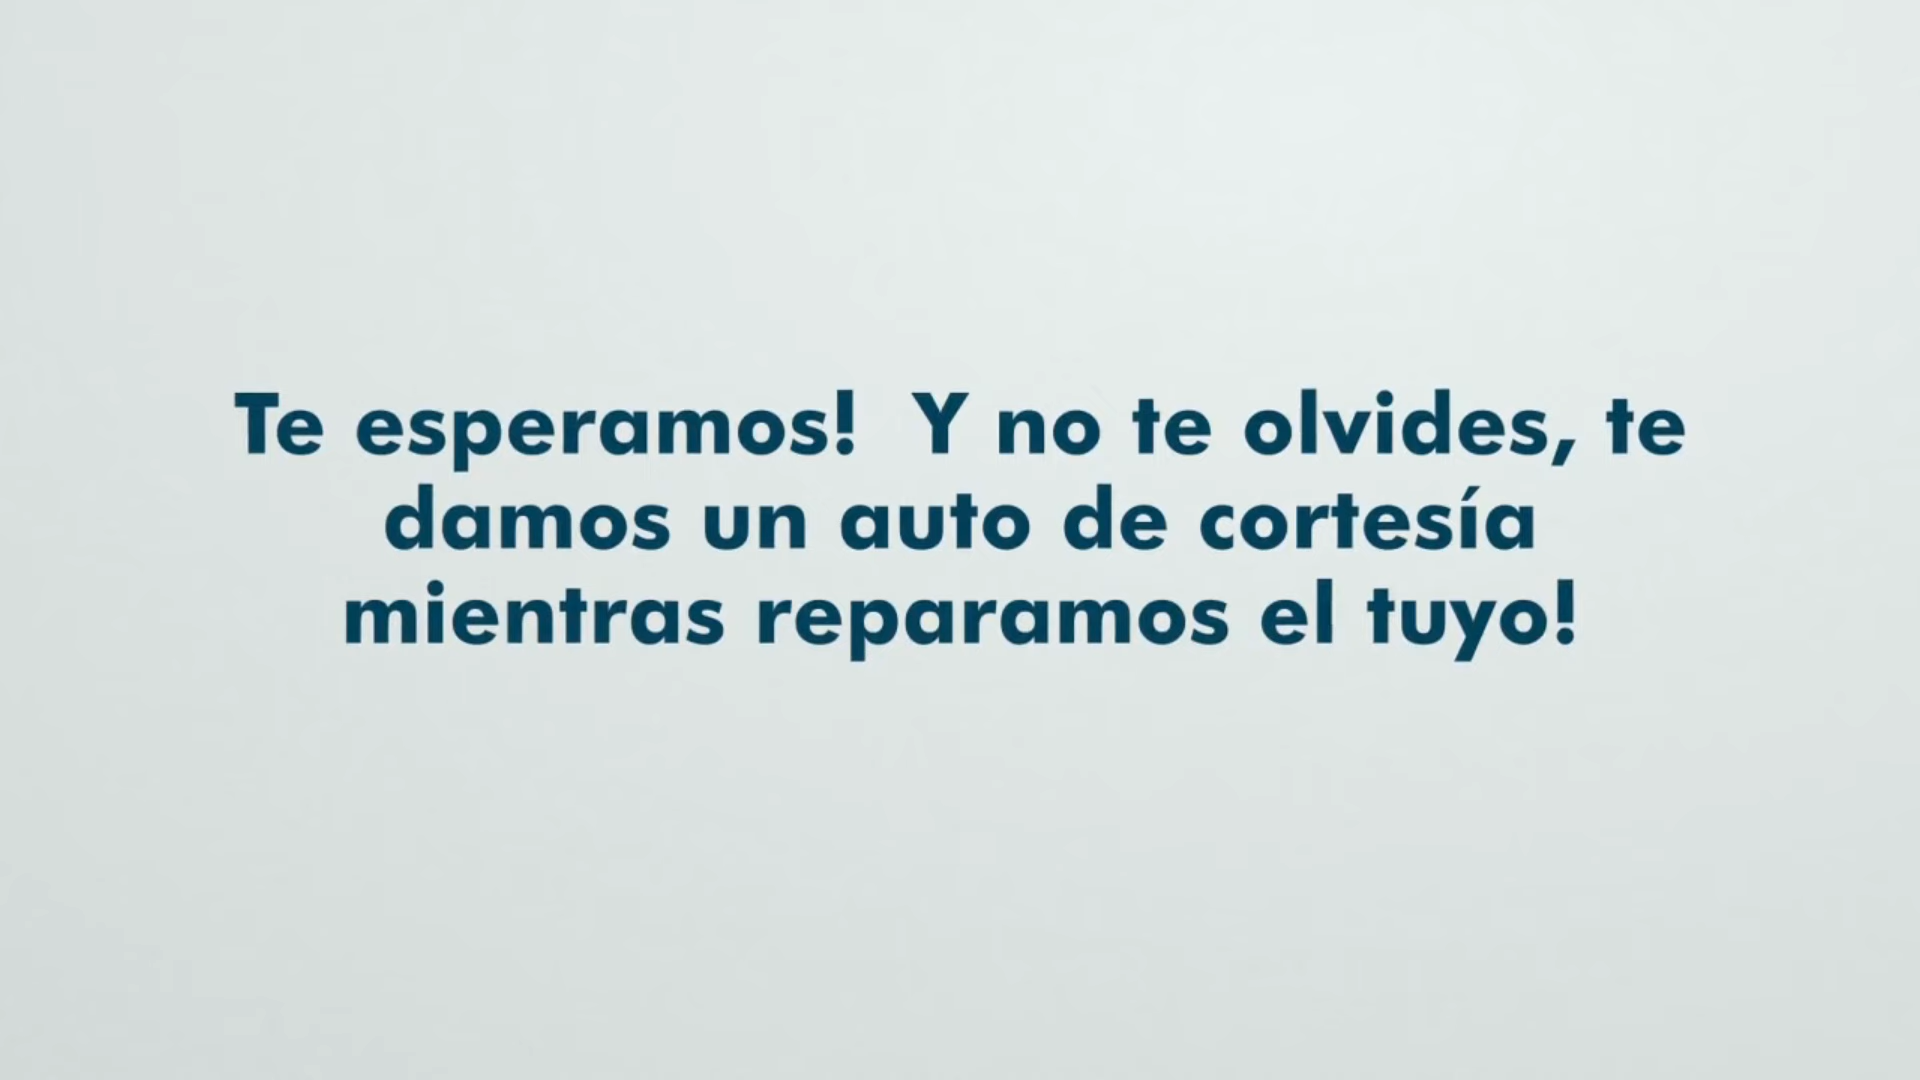 Te esperamos!  Y no te olvides, te
damos un auto de cortesía
mientras reparamos el tuyo!